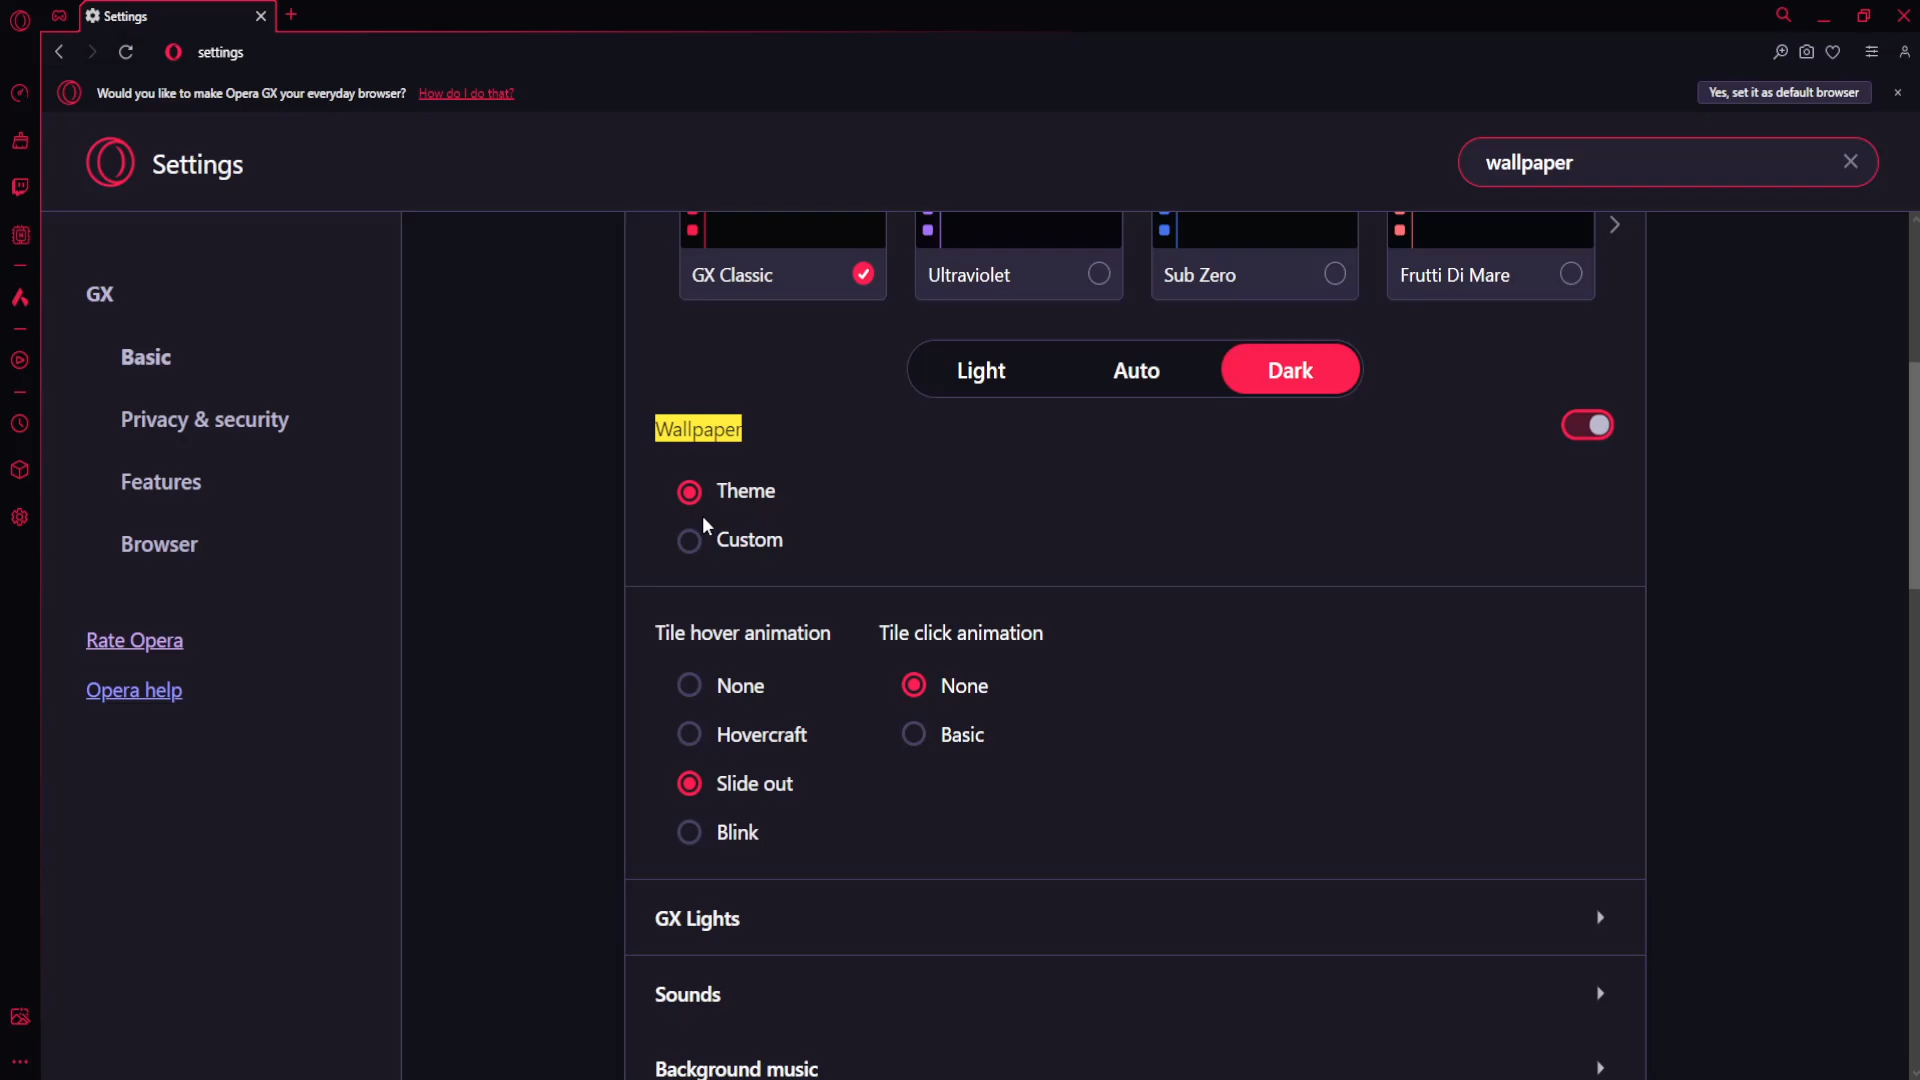 Settings
settings
Would you like to make Opera GX your everyday browser? How do I do that?
Yes, set it as default browser
Settings
wallpaper
GX
Basic
Privacy & security
Features
Browser
Rate Opera
Opera help
GX Classic
Ultraviolet
Sub Zero
Frutti Di Mare
Light
Auto
Dark
Wallpaper
Theme
Custom
Tile hover animation
Tile click animation
None
None
Hovercraft
Basic
Slide out
Blink
GX Lights
Sounds
Background music